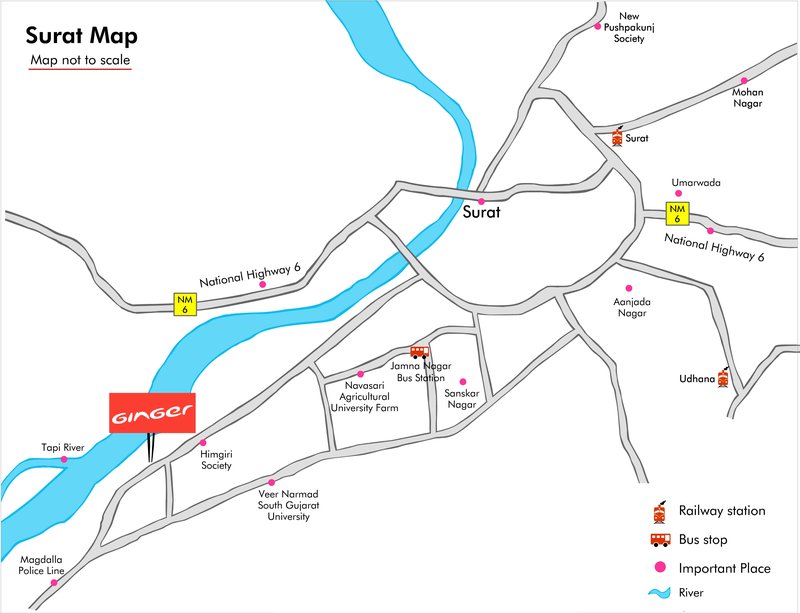 Surat Map
Map not to scale
New
Pushpakunj
Society
Mohan
Nagar
Surat
Umarwada
NM
6
National Highway 6
Surat
National Highway 6
NM
6
Aanjada
Nagar
Jamna Nagar
Bus Station
Navasari
Agricultural
University Farm
Sanskar
Nagar
Udhana
GINGER
Tapi River
Himgiri
Society
Veer Narmad
South Gujarat
University
Magdalla
Police Line
Railway station
Bus stop
Important Place
River